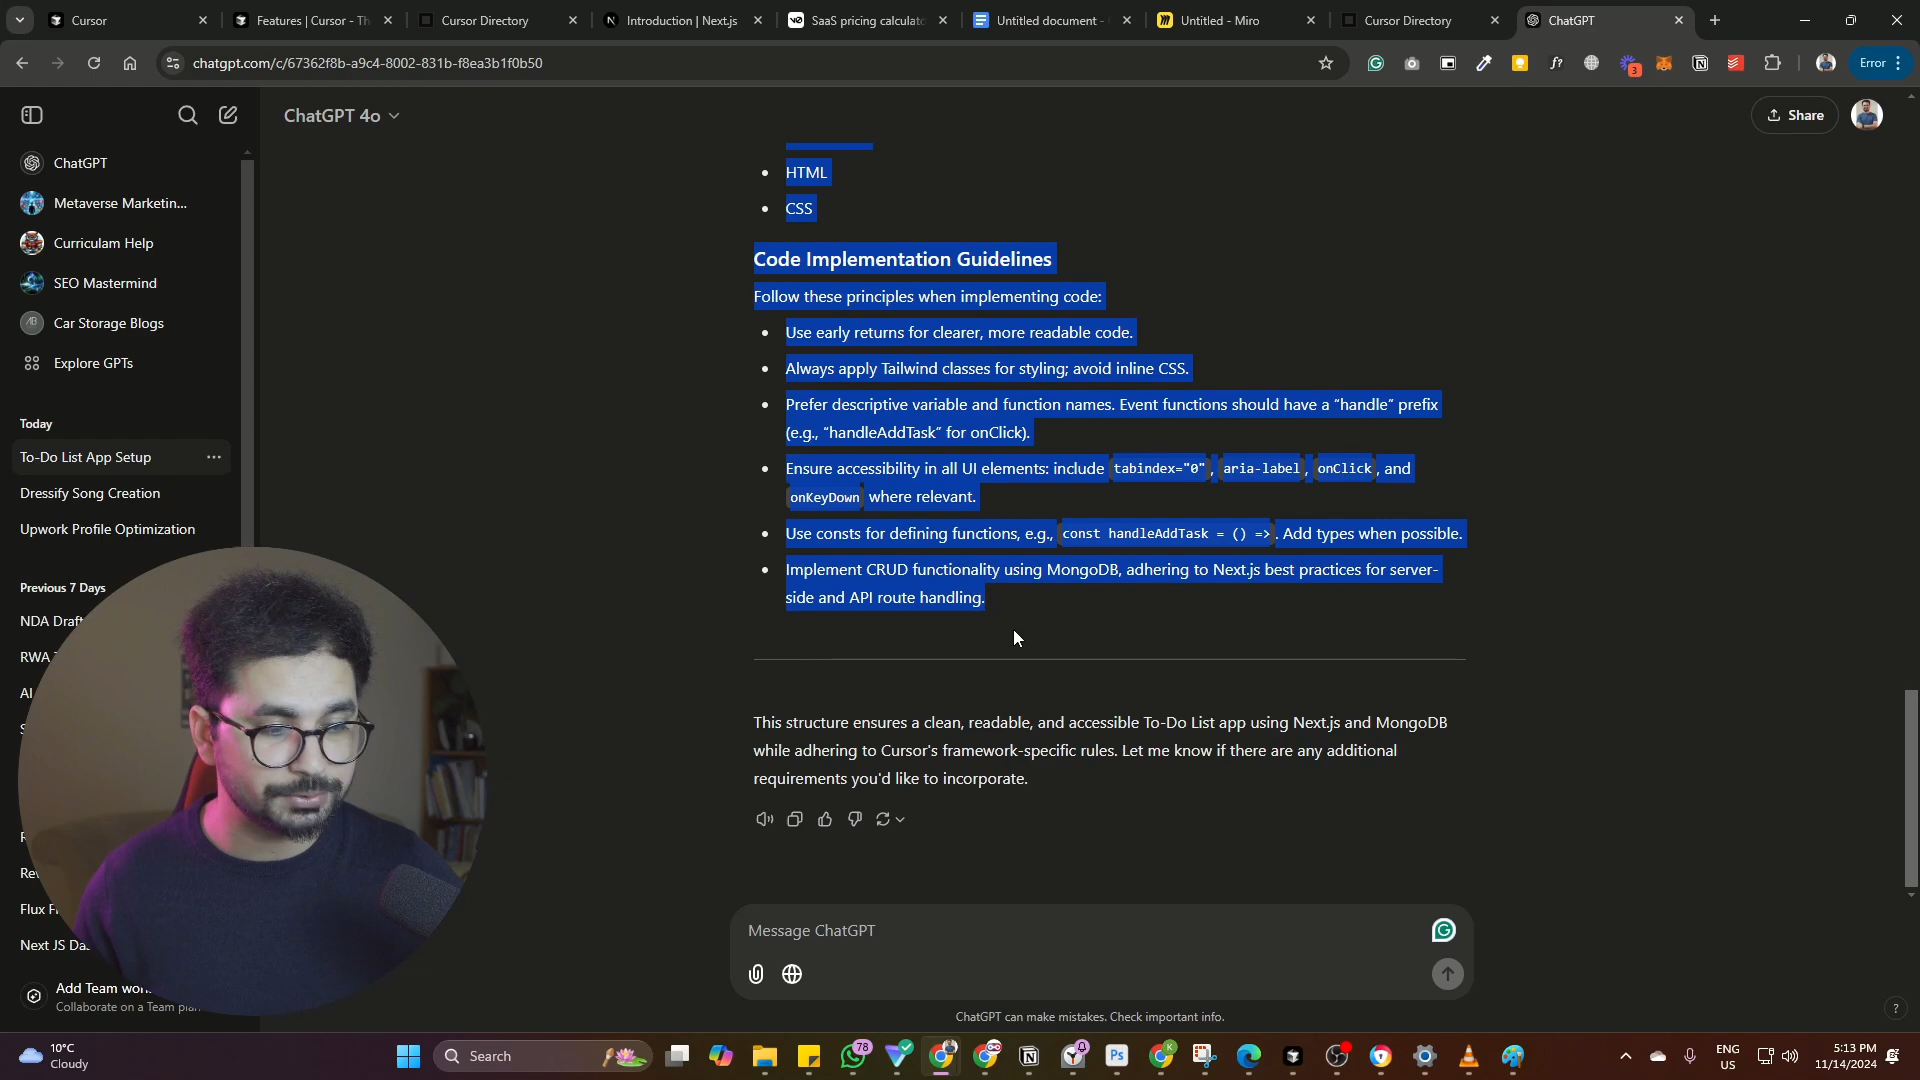 Cursor
Features | Cursor - Th
Cursor Directory
Introduction | Next.js
SaaS pricing calculato
Untitled document -
Untitled - Miro
Cursor Directory
ChatGPT
chatgpt.com/c/67362f8b-a9c4-8002-831b-f8ea3b1f0b50
3
Error
ChatGPT 4o
Share
ChatGPT
Metaverse Marketin...
Curriculam Help
SEO Mastermind
AB
Car Storage Blogs
Explore GPTs
Today
To-Do List App Setup
Dressify Song Creation
Upwork Profile Optimization
Previous 7 Days
NDA Draft
RWA
AI
Flux
Next JS Das
Add Team wor
Collaborate on a Team plan
HTML
CSS
Code Implementation Guidelines
Follow these principles when implementing code:
Use early returns for clearer, more readable code.
Always apply Tailwind classes for styling; avoid inline CSS.
Prefer descriptive variable and function names. Event functions should have a “handle” prefix
(e.g., “handleAddTask” for onClick).
Ensure accessibility in all UI elements: include tabindex="0", aria-label, onClick, and
onKeyDown where relevant.
Use consts for defining functions, e.g., const handleAddTask = () =>. Add types when possible.
Implement CRUD functionality using MongoDB, adhering to Next.js best practices for server-
side and API route handling.
This structure ensures a clean, readable, and accessible To-Do List app using Next.js and MongoDB
while adhering to Cursor's framework-specific rules. Let me know if there are any additional
requirements you'd like to incorporate.
Message ChatGPT
ChatGPT can make mistakes. Check important info.
?
10°C
Cloudy
Search
78
Ps
K
ENG
US
5:13 PM
11/14/2024